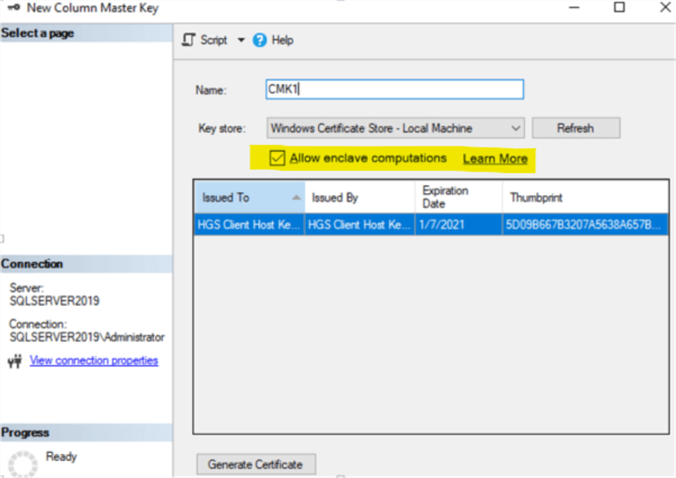 New Column Master Key
Select a page
Script
Help
Name:
CMK1
Key store:
Windows Certificate Store - Local Machine
Refresh
Allow enclave computations
Learn More
Issued To
Issued By
Expiration
Date
Thumbprint
HGS Client Host Ke...
HGS Client Host Ke...
1/7/2021
5D09B667B3207A5638A657B...
Connection
Server:
SQLSERVER2019
Connection:
SQLSERVER2019\Administrator
View connection properties
Progress
Ready
Generate Certificate